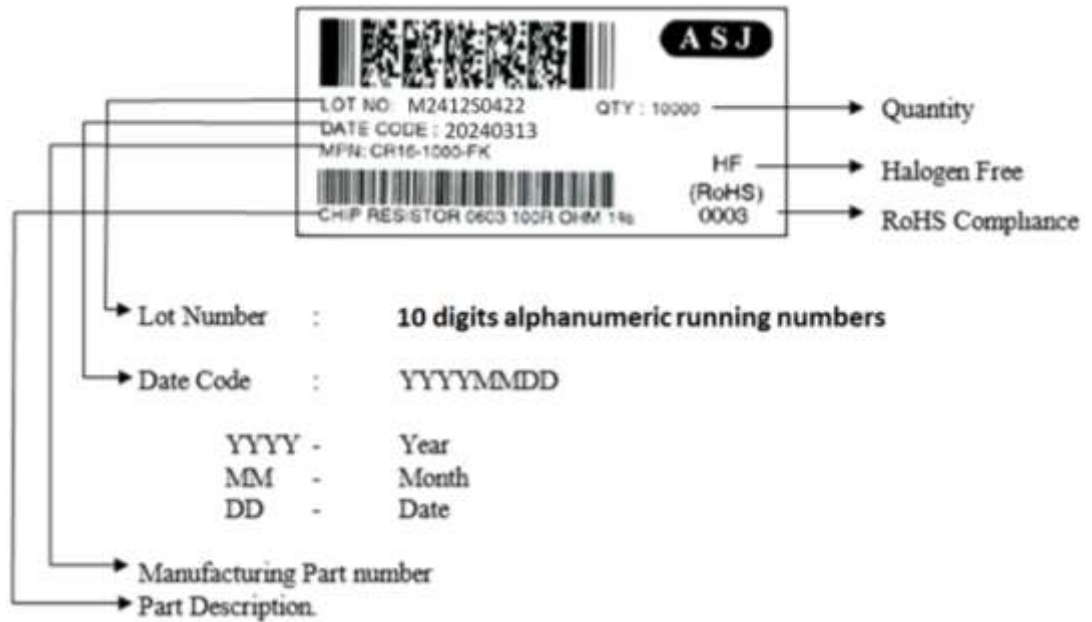 ASJ
LOT NO: M241250422 QTY : 10000
Quantity
DATE CODE : 20240313
MPN: CR16-1000-FK
HF
Halogen Free
(RoHS)
CHIP RESISTOR 0603 100R OHM 1%
0003
RoHS Compliance
Lot Number : 10 digits alphanumeric running numbers
Date Code : YYYYMMDD
YYYY - Year
MM - Month
DD - Date
Manufacturing Part number
Part Description.